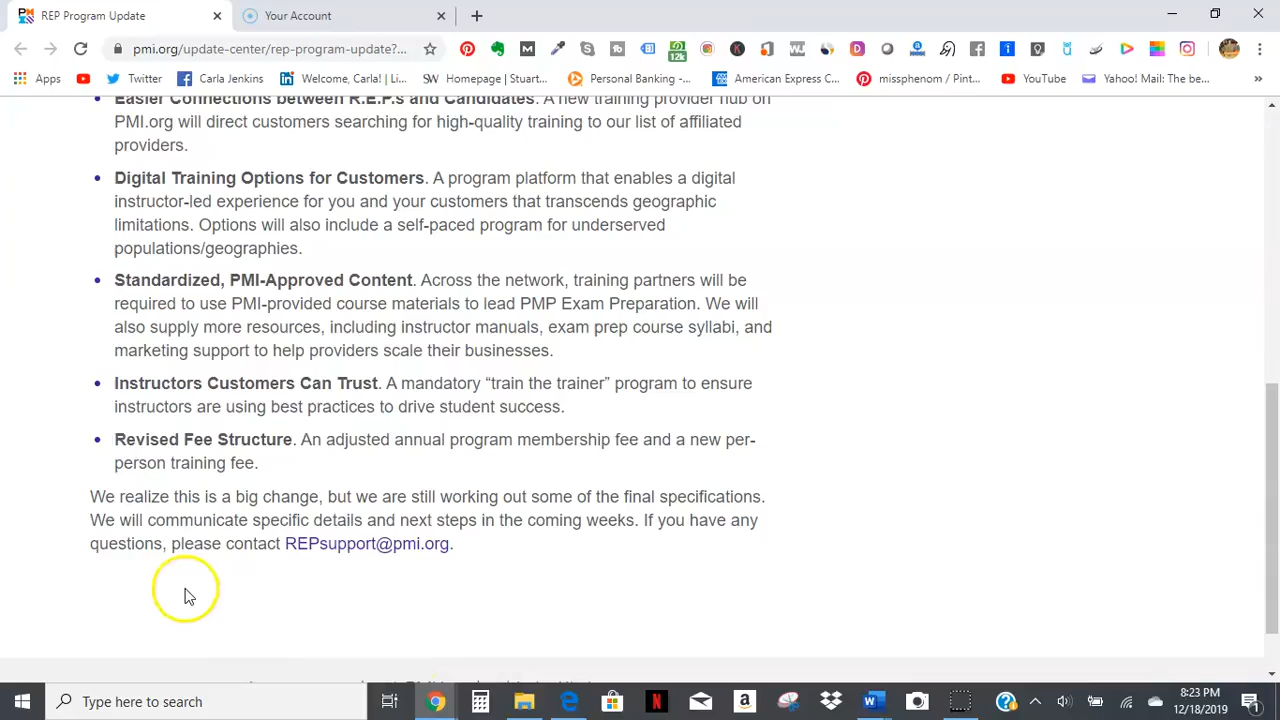 REP Program Update
Your Account
pmi.org/update-center/rep-program-update?...
12k
Apps
Twitter
Carla Jenkins
Welcome, Carla! | Li...
SW Homepage | Stuart...
Personal Banking -...
American Express C...
missphenom / Pint...
YouTube
Yahoo! Mail: The be...
Easier Connections between R.E.P.s and Candidates. A new training provider hub on
PMI.org will direct customers searching for high-quality training to our list of affiliated
providers.
Digital Training Options for Customers. A program platform that enables a digital
instructor-led experience for you and your customers that transcends geographic
limitations. Options will also include a self-paced program for underserved
populations/geographies.
Standardized, PMI-Approved Content. Across the network, training partners will be
required to use PMI-provided course materials to lead PMP Exam Preparation. We will
also supply more resources, including instructor manuals, exam prep course syllabi, and
marketing support to help providers scale their businesses.
Instructors Customers Can Trust. A mandatory “train the trainer” program to ensure
instructors are using best practices to drive student success.
Revised Fee Structure. An adjusted annual program membership fee and a new per-
person training fee.
We realize this is a big change, but we are still working out some of the final specifications.
We will communicate specific details and next steps in the coming weeks. If you have any
questions, please contact REPsupport@pmi.org.
Type here to search
8:23 PM
12/18/2019